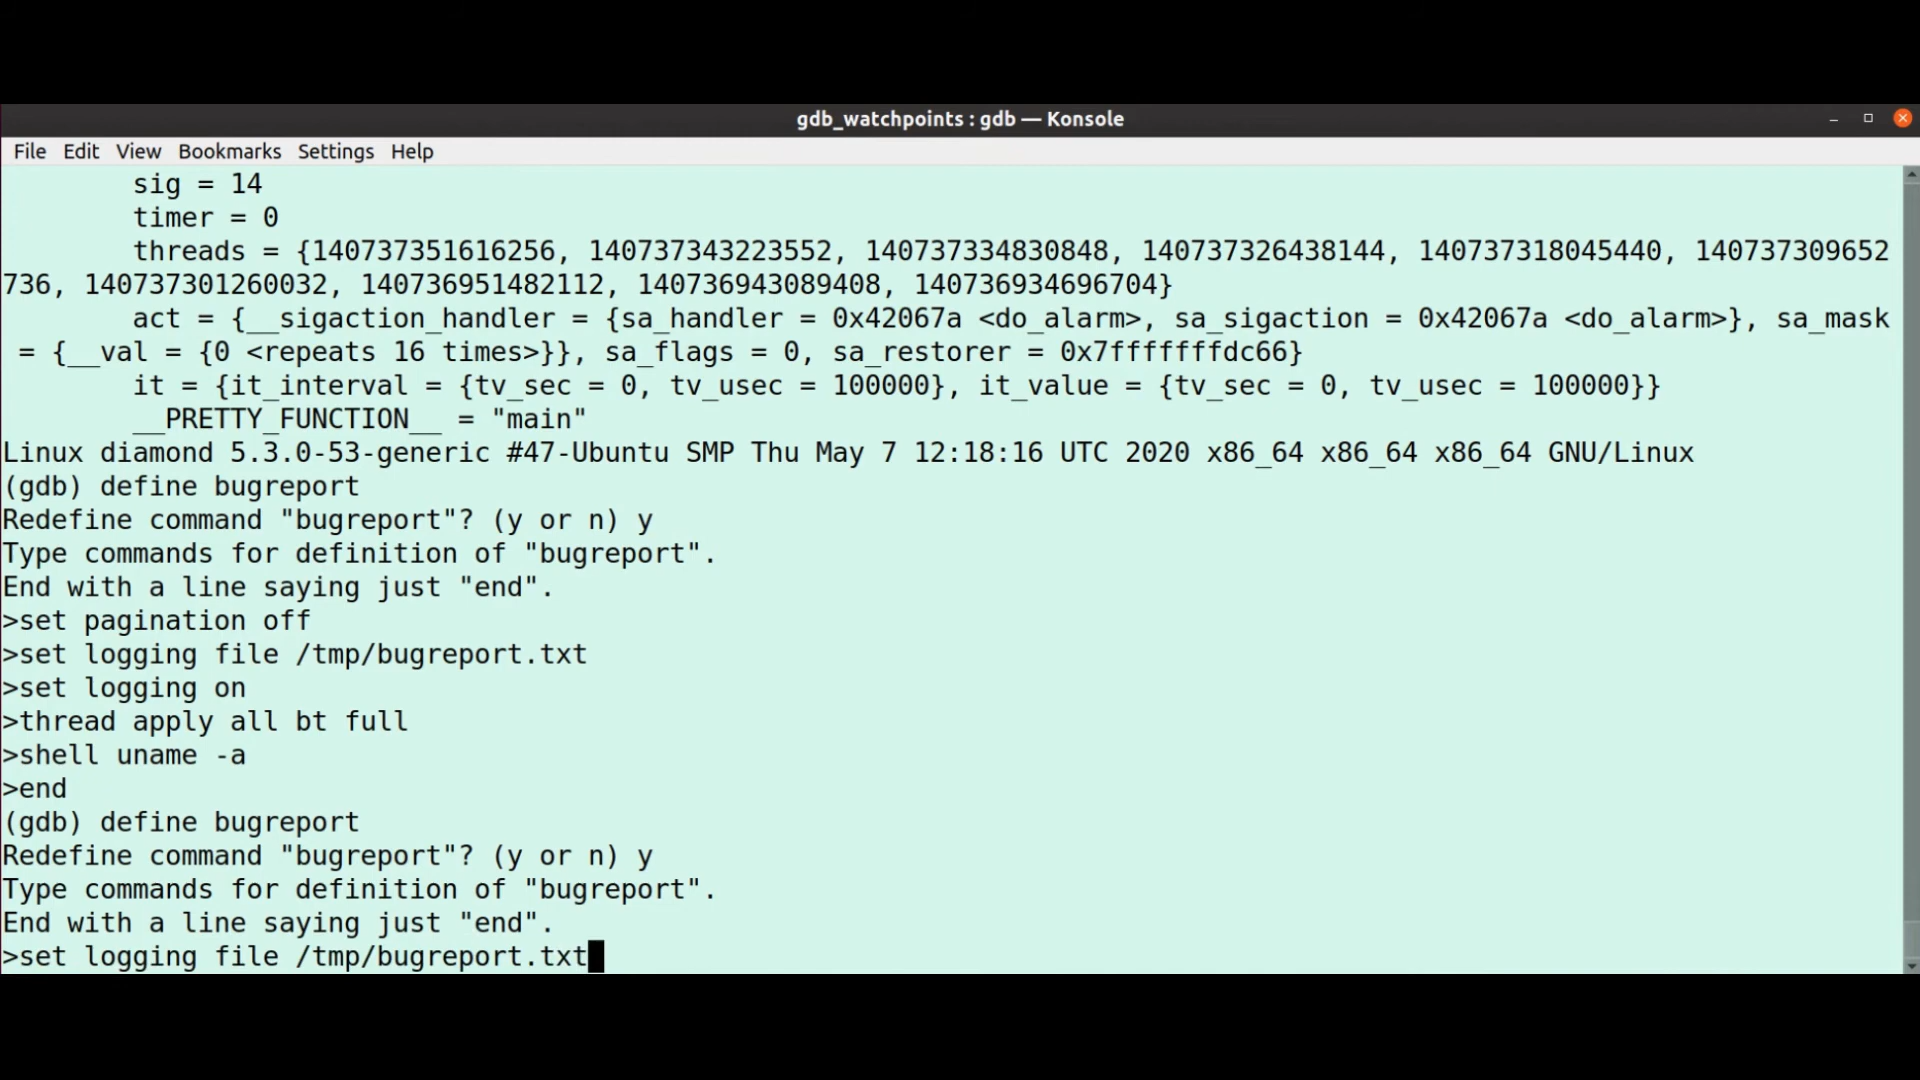 gdb_watchpoints : gdb — Konsole
File Edit View Bookmarks Settings Help
sig = 14
timer = 0
threads = {140737351616256, 140737343223552, 140737334830848, 140737326438144, 140737318045440, 140737309652
736, 140737301260032, 140736951482112, 140736943089408, 140736934696704}
act = {__sigaction_handler = {sa_handler = 0x42067a <do_alarm>, sa_sigaction = 0x42067a <do_alarm>}, sa_mask
= {__val = {0 <repeats 16 times>}}, sa_flags = 0, sa_restorer = 0x7fffffffdc66}
it = {it_interval = {tv_sec = 0, tv_usec = 100000}, it_value = {tv_sec = 0, tv_usec = 100000}}
__PRETTY_FUNCTION__ = "main"
Linux diamond 5.3.0-53-generic #47-Ubuntu SMP Thu May 7 12:18:16 UTC 2020 x86_64 x86_64 x86_64 GNU/Linux
(gdb) define bugreport
Redefine command "bugreport"? (y or n) y
Type commands for definition of "bugreport".
End with a line saying just "end".
>set pagination off
>set logging file /tmp/bugreport.txt
>set logging on
>thread apply all bt full
>shell uname -a
>end
(gdb) define bugreport
Redefine command "bugreport"? (y or n) y
Type commands for definition of "bugreport".
End with a line saying just "end".
>set logging file /tmp/bugreport.txt